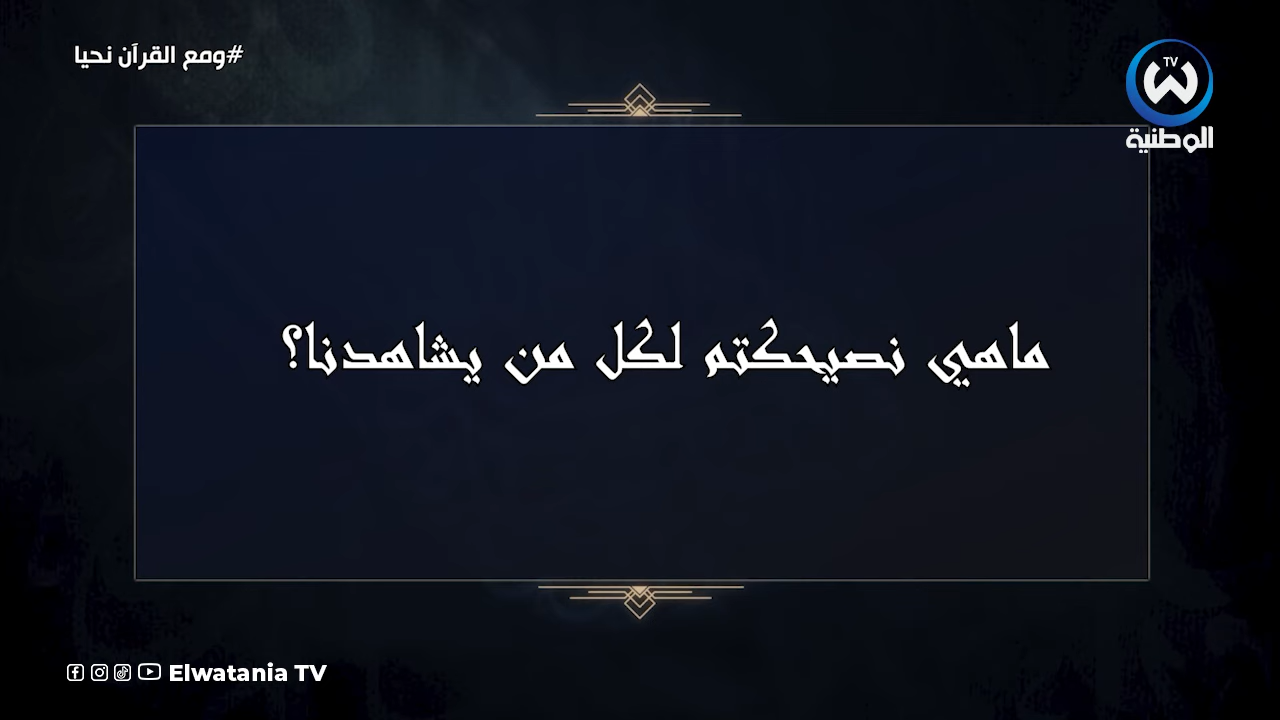 #ومع القرآن نحيا
TV
الوطنية
ماهي نصيحكتم لكل من يشاهدنا؟
Elwatania TV